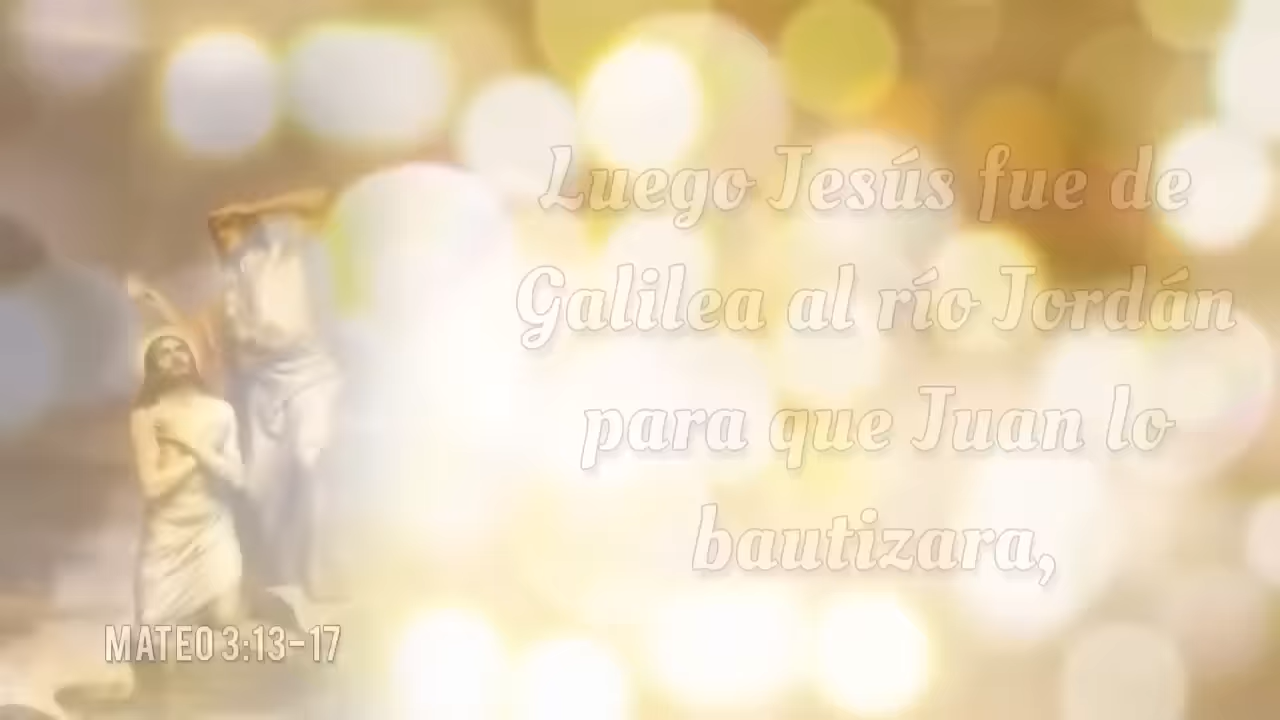 Luego Jesús fue de
Galilea al río Jordán
para que Juan lo
bautizara,
MATEO 3:13-17